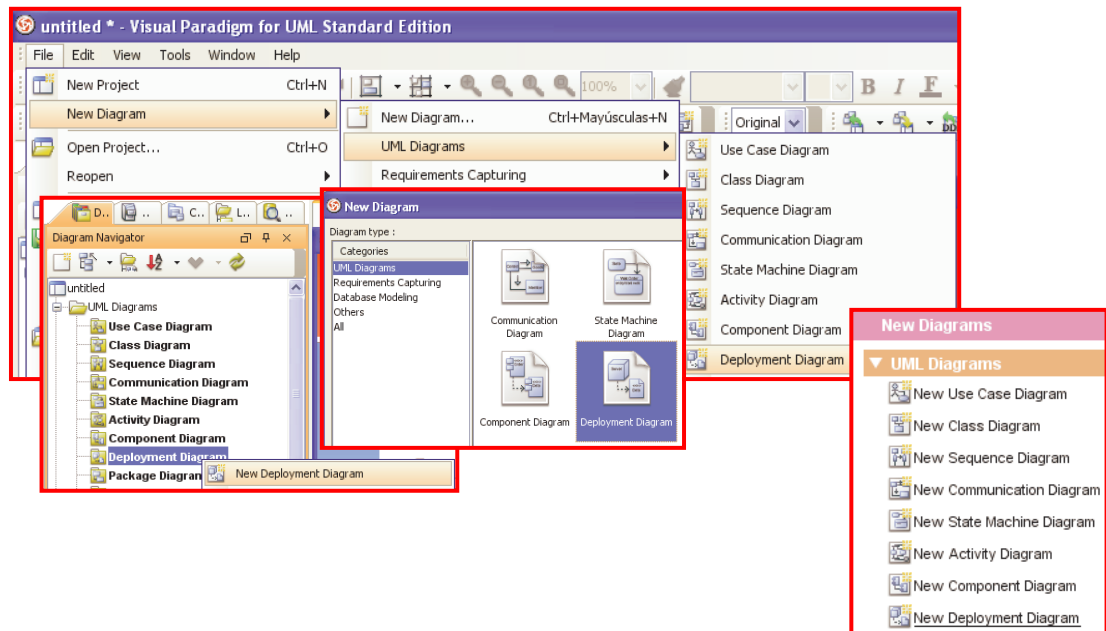 untitled * - Visual Paradigm for UML Standard Edition
File Edit View Tools Window Help
New Project Ctrl+N
100%
B I F
New Diagram
New Diagram... Ctrl+Mayúsculas+N
Original
Open Project... Ctrl+O
UML Diagrams
Use Case Diagram
Reopen
Requirements Capturing
Class Diagram
Sequence Diagram
Communication Diagram
State Machine Diagram
Activity Diagram
Component Diagram
Deployment Diagram
D.. .. C.. L.. ..
Diagram Navigator
untitled
UML Diagrams
Use Case Diagram
Class Diagram
Sequence Diagram
Communication Diagram
State Machine Diagram
Activity Diagram
Component Diagram
Deployment Diagram
Package Diagran
New Deployment Diagram
New Diagram
Diagram type :
Categories
UML Diagrams
Requirements Capturing
Database Modeling
Others
All
Communication
Diagram
State Machine
Diagram
Component Diagram
Deployment Diagram
New Diagrams
UML Diagrams
New Use Case Diagram
New Class Diagram
New Sequence Diagram
New Communication Diagram
New State Machine Diagram
New Activity Diagram
New Component Diagram
New Deployment Diagram